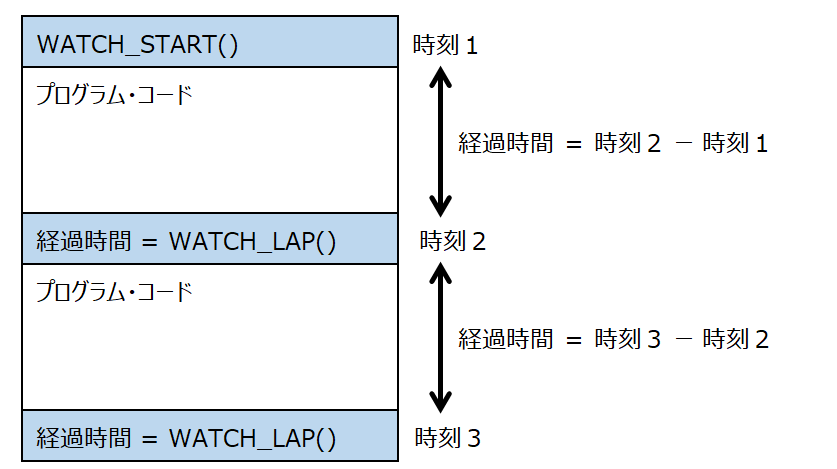 WATCH_START()
時刻１
プログラム・コード
経過時間 ＝ 時刻２ － 時刻１
経過時間 = WATCH_LAP()
時刻２
プログラム・コード
経過時間 ＝ 時刻３ － 時刻２
経過時間 = WATCH_LAP()
時刻３